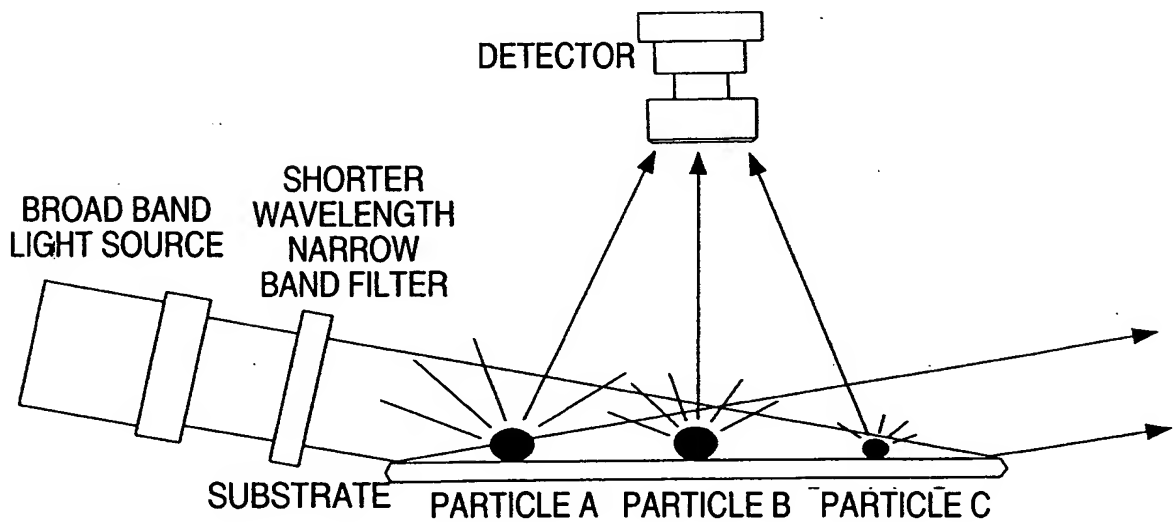 DETECTOR
BROAD BAND
LIGHT SOURCE
SHORTER
WAVELENGTH
NARROW
BAND FILTER
SUBSTRATE
PARTICLE A
PARTICLE B
PARTICLE C